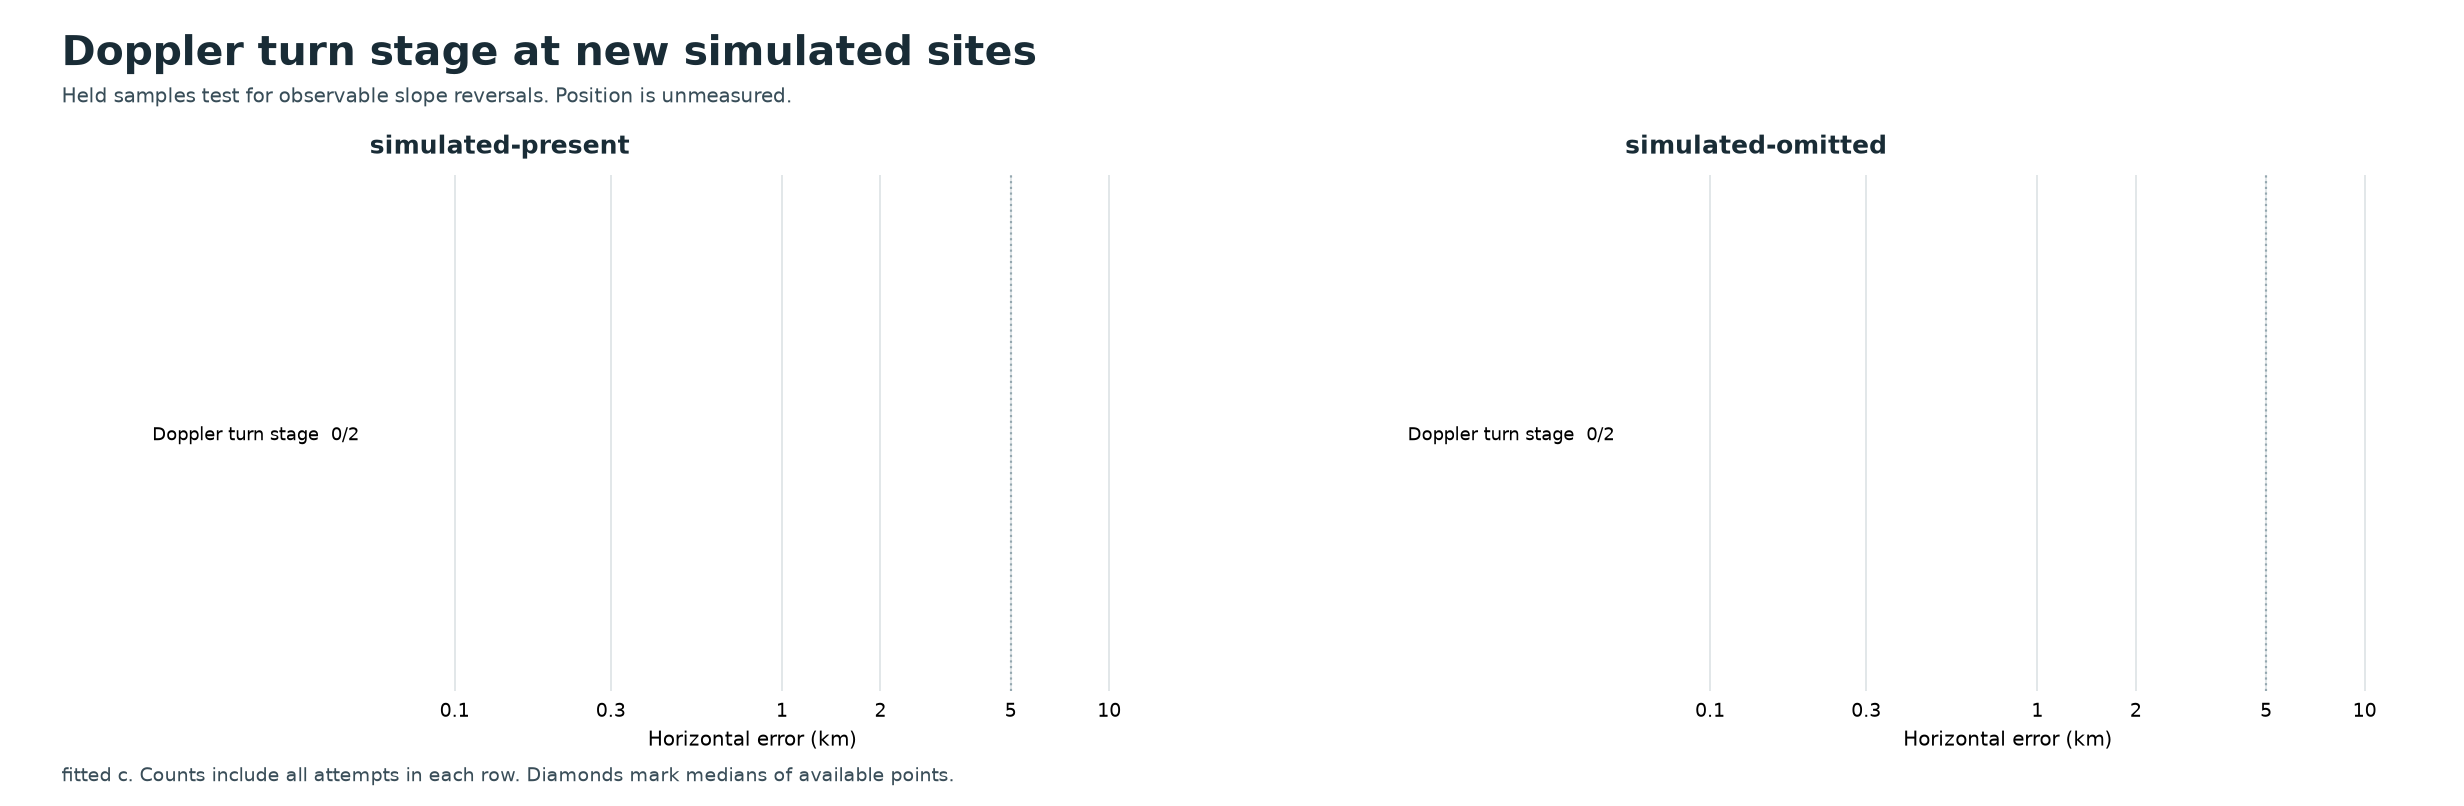 Doppler turn stage at new simulated sites
Held samples test for observable slope reversals. Position is unmeasured.
simulated-present
Doppler turn stage 0/2
0.1 0.3 1 2 5 10
Horizontal error (km)
simulated-omitted
Doppler turn stage 0/2
0.1 0.3 1 2 5 10
Horizontal error (km)
fitted c. Counts include all attempts in each row. Diamonds mark medians of available points.